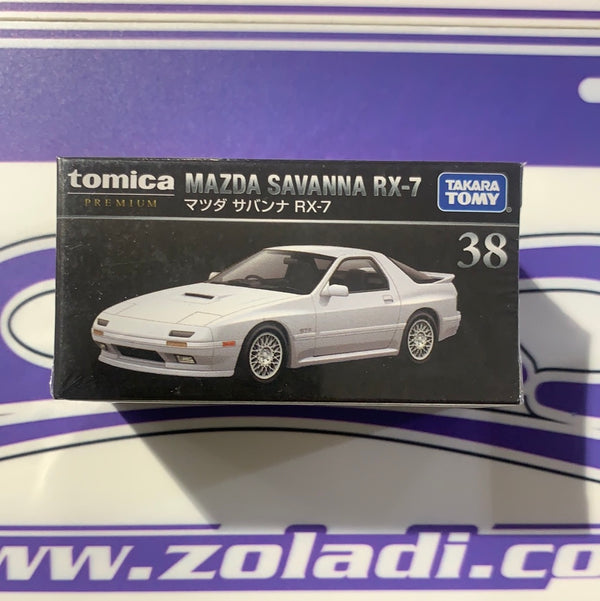 tomica MAZDA SAVANNA RX-7
PREMIUM マツダ サバンナ RX-7
TAKARA
TOMY
38
www.zoladi.co